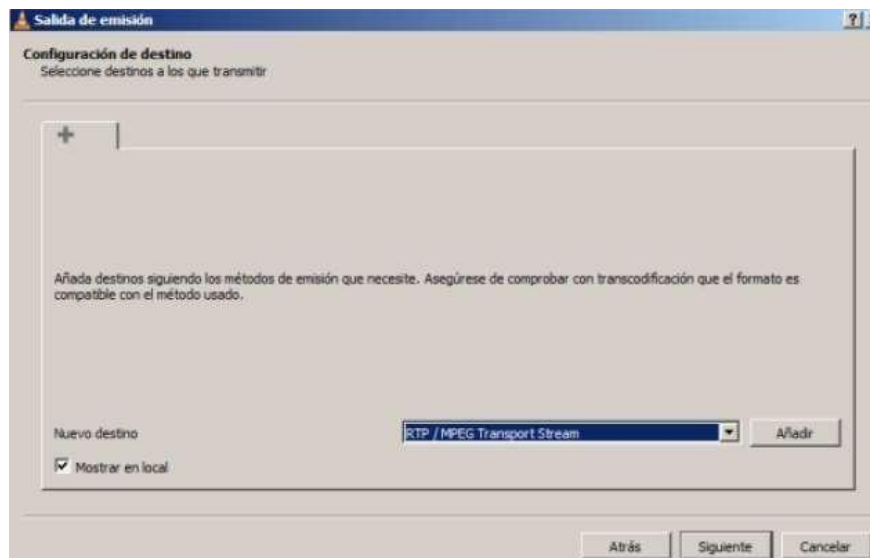 Salida de emisión
Configuración de destino
Seleccione destinos a los que transmitir
Añada destinos siguiendo los métodos de emisión que necesite. Asegúrese de comprobar con transcodificación que el formato es
compatible con el método usado.
Nuevo destino
RTP / MPEG Transport Stream
Añadir
Mostrar en local
Atrás
Siguiente
Cancelar